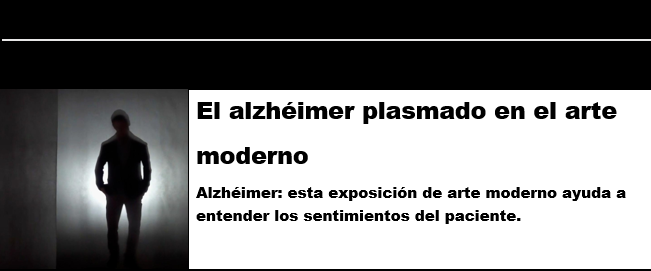 El alzhéimer plasmado en el arte
moderno
Alzhéimer: esta exposición de arte moderno ayuda a
entender los sentimientos del paciente.